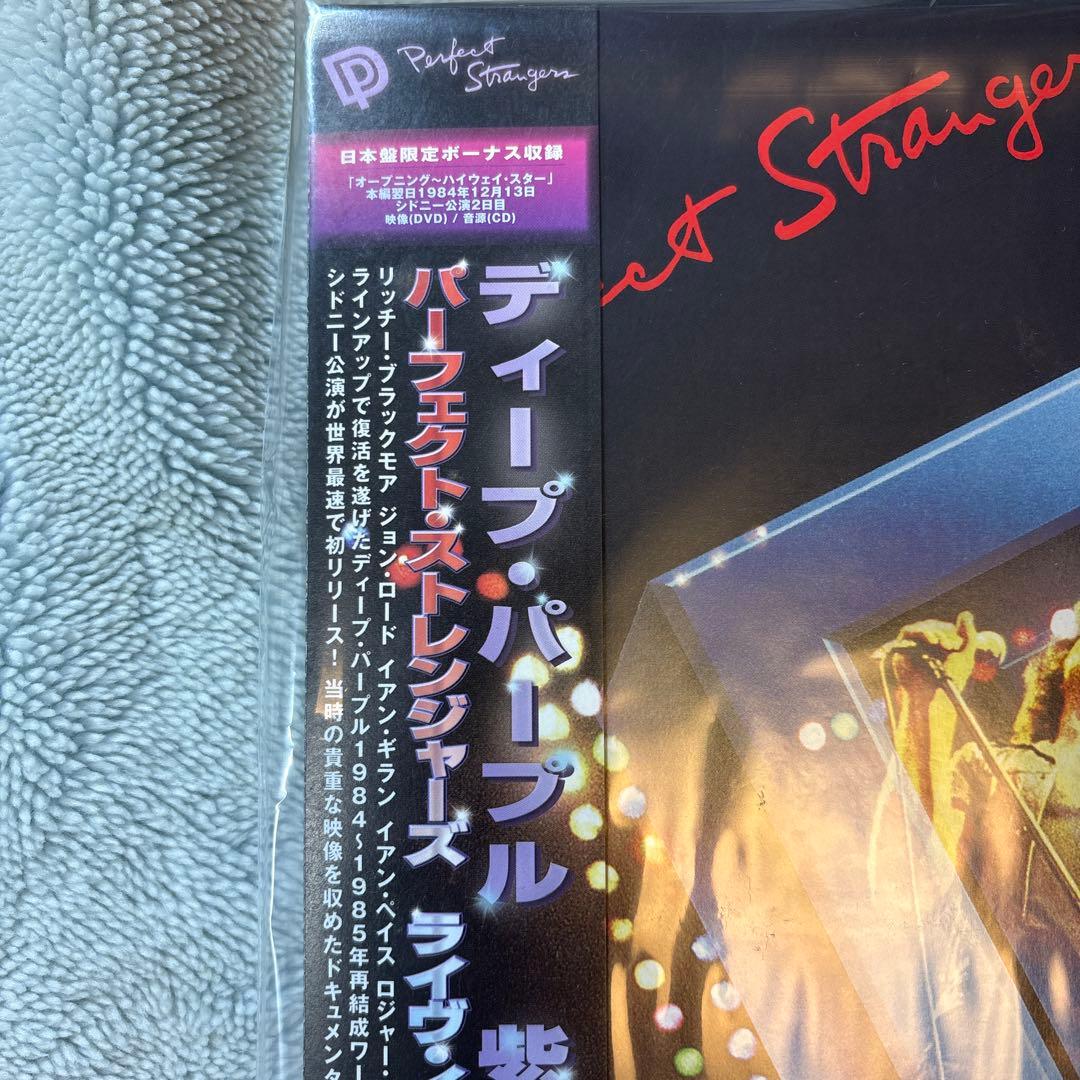 DP
Perfect
Strangers
日本盤限定ボーナス収録
「オープニング~ハイウェイ・スター」
本編翌日1984年12月13日
シドニー公演2日目
映像(DVD) / 音源(CD)
ディープ・パープル 紫
パーフェクト・ストレンジャーズ ライヴ・
リッチー・ブラックモア ジョン・ロード イアン・ギラン イアン・ペイス ロジャー・
ラインアップで復活を遂げたディープ・パープル1984~1985年再結成ワー
シドニー公演が世界最速で初リリース! 当時の貴重な映像を収めたドキュメンタ
ect Stranger